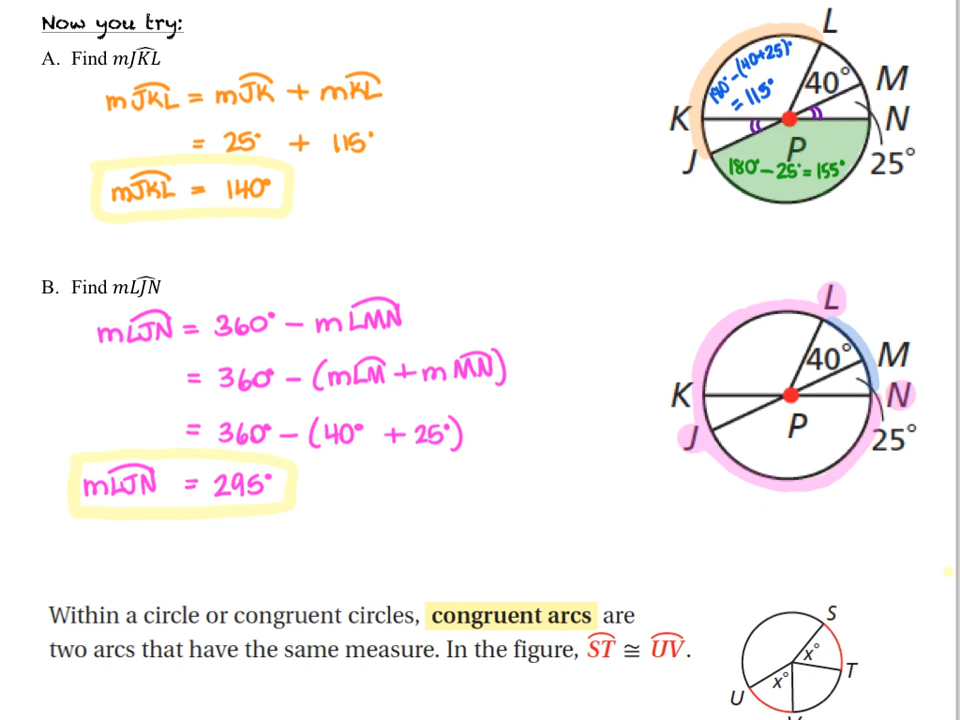 Now you try:
A. Find mJK͡L
mJKL = mJK + mKL
= 25° + 115°
mJKL = 140°
L
180°-(40+25)°
= 115°
40°
M
K
N
J
P
25°
180°-25°=155°
B. Find mLJ͡N
mLJN = 360° - mLMN
= 360° - (mLM + mMN)
= 360° - (40° + 25°)
mLJN = 295°
L
40°
M
K
N
J
P
25°
Within a circle or congruent circles, congruent arcs are
two arcs that have the same measure. In the figure, ST ≅ UV.
S
x°
T
x°
U